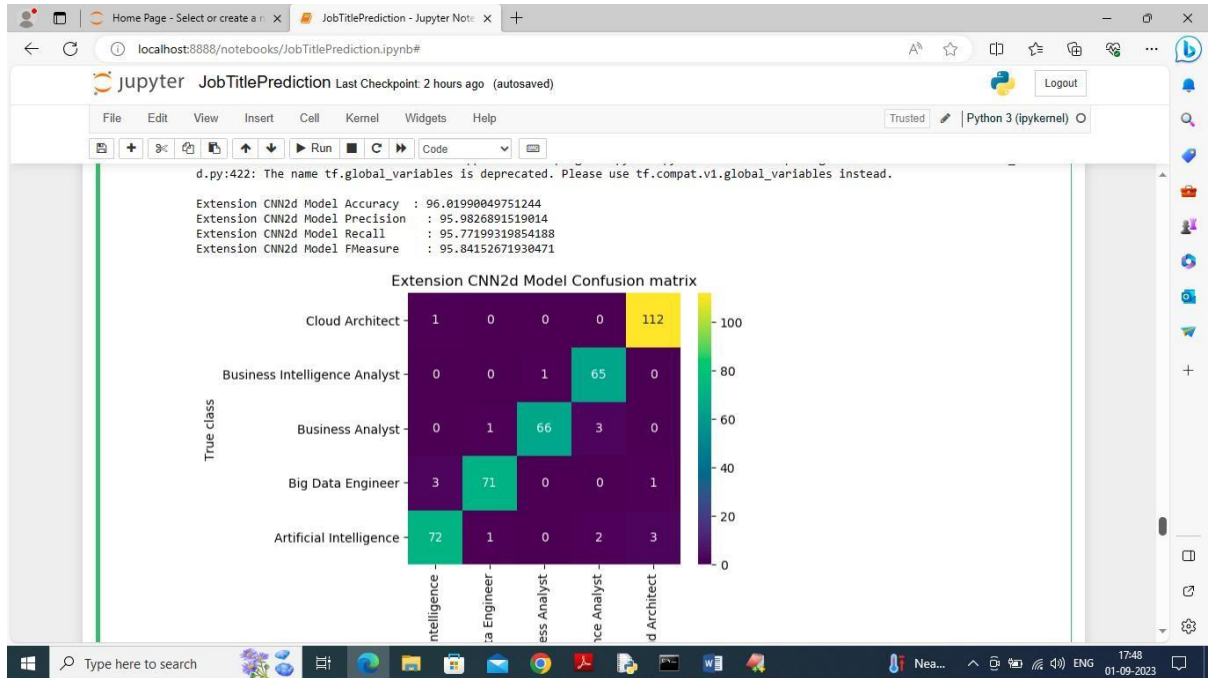 Home Page - Select or create a n
JobTitlePrediction - Jupyter Note
localhost:8888/notebooks/JobTitlePrediction.ipynb#
jupyter JobTitlePrediction Last Checkpoint: 2 hours ago (autosaved)
Logout
File Edit View Insert Cell Kernel Widgets Help
Trusted Python 3 (ipykernel)
Run Code
d.py:422: The name tf.global_variables is deprecated. Please use tf.compat.v1.global_variables instead.
Extension CNN2d Model Accuracy : 96.01990049751244
Extension CNN2d Model Precision : 95.9826891519014
Extension CNN2d Model Recall : 95.77199319854188
Extension CNN2d Model FMeasure : 95.84152671930471
Extension CNN2d Model Confusion matrix
Cloud Architect 1 0 0 0 112
Business Intelligence Analyst 0 0 1 65 0
Business Analyst 0 1 66 3 0
Big Data Engineer 3 71 0 0 1
Artificial Intelligence 72 1 0 2 3
True class
100
80
60
40
20
0
ntelligence
a Engineer
ess Analyst
nce Analyst
d Architect
Type here to search
Nea...
ENG
17:48
01-09-2023